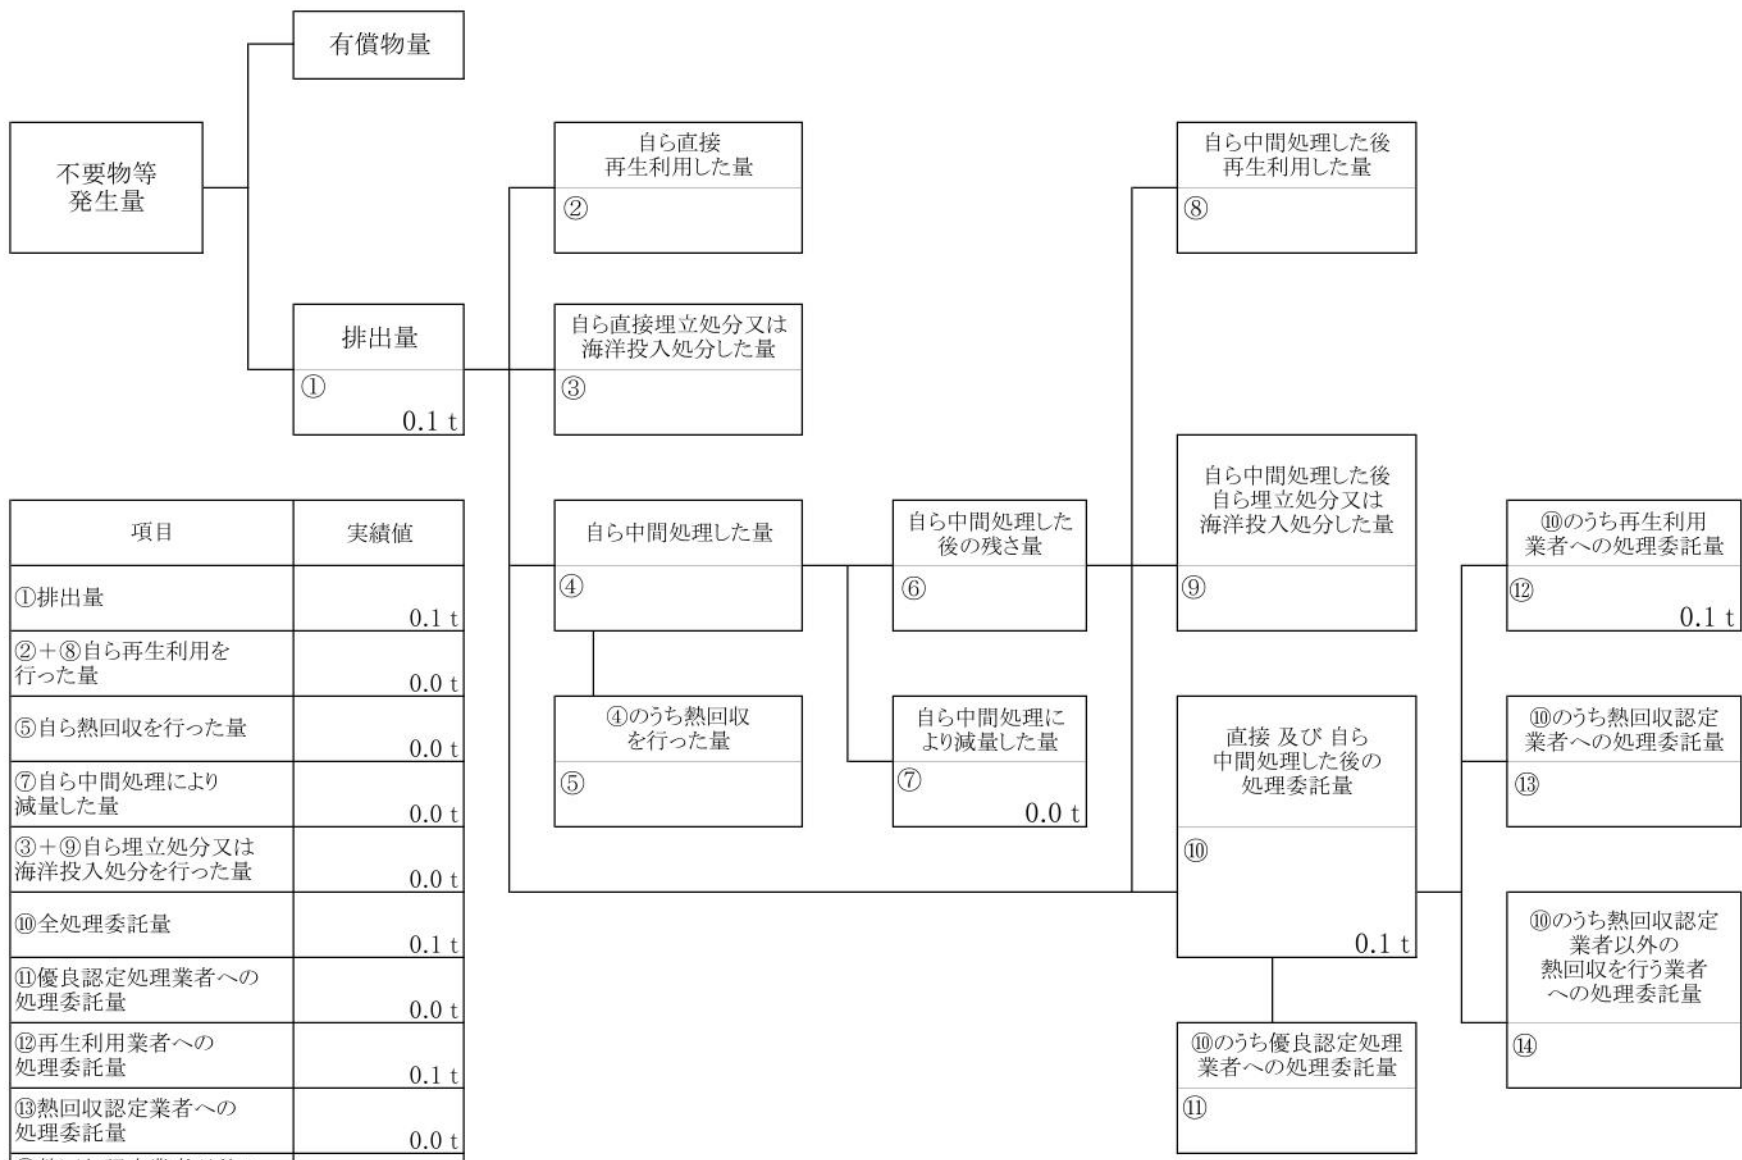 有償物量
不要物等
発生量
自ら直接
再生利用した量
②
自ら中間処理した後
再生利用した量
⑧
排出量
①
0.1 t
自ら直接埋立処分又は
海洋投入処分した量
③
自ら中間処理した量
④
自ら中間処理した
後の残さ量
⑥
自ら中間処理した後
自ら埋立処分又は
海洋投入処分した量
⑨
⑩のうち再生利用
業者への処理委託量
⑫
0.1 t
④のうち熱回収
を行った量
⑤
自ら中間処理に
より減量した量
⑦
0.0 t
直接 及び 自ら
中間処理した後の
処理委託量
⑩
0.1 t
⑩のうち熱回収認定
業者への処理委託量
⑬
⑩のうち熱回収認定
業者以外の
熱回収を行う業者
への処理委託量
⑭
⑩のうち優良認定処理
業者への処理委託量
⑪
項目 実績値
①排出量
0.1 t
②+⑧自ら再生利用を
行った量
0.0 t
⑤自ら熱回収を行った量
0.0 t
⑦自ら中間処理により
減量した量
0.0 t
③+⑨自ら埋立処分又は
海洋投入処分を行った量
0.0 t
⑩全処理委託量
0.1 t
⑪優良認定処理業者への
処理委託量
0.0 t
⑫再生利用業者への
処理委託量
0.1 t
⑬熱回収認定業者への
処理委託量
0.0 t